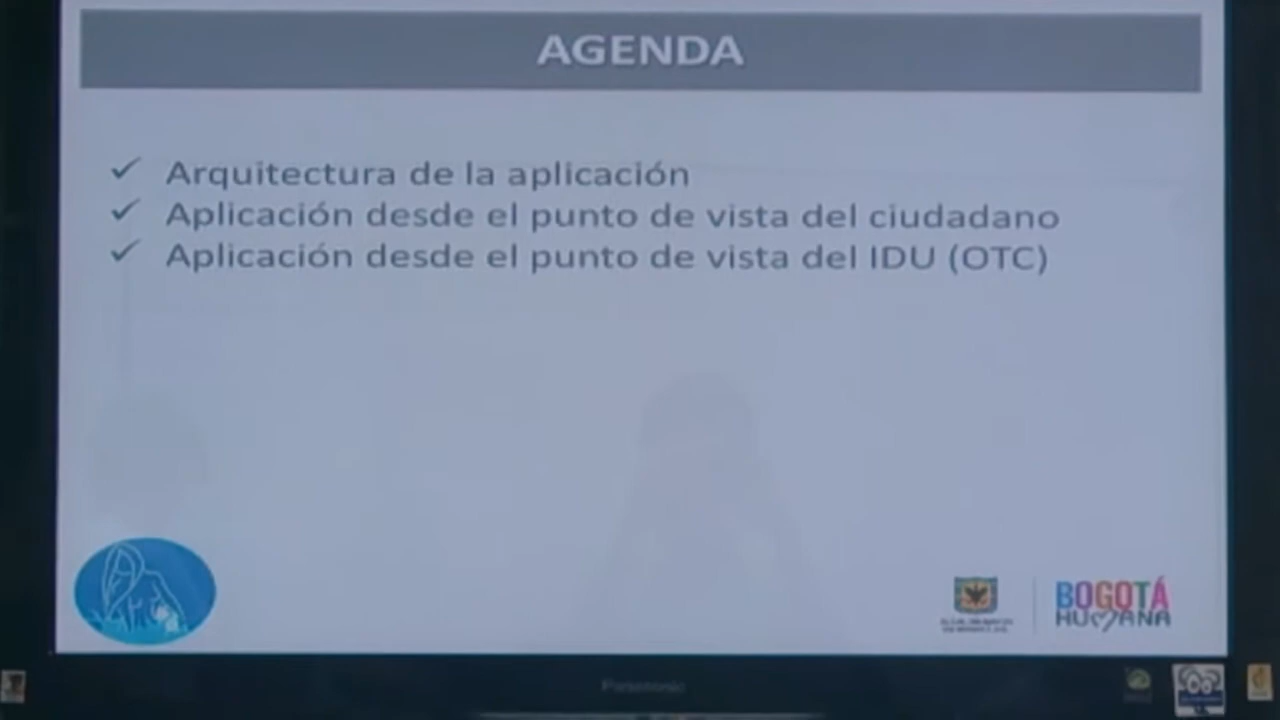 AGENDA
✓ Arquitectura de la aplicación
✓ Aplicación desde el punto de vista del ciudadano
✓ Aplicación desde el punto de vista del IDU (OTC)
BOGOTÁ
HUMANA
Panasonic